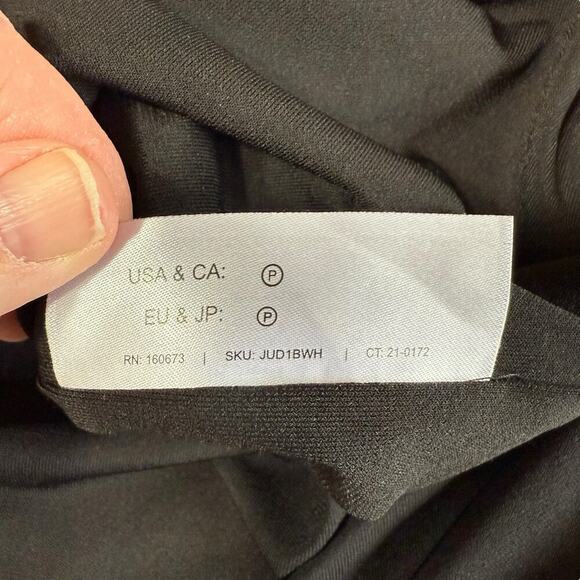 USA & CA: Ⓟ
EU & JP: Ⓟ
RN: 160673 | SKU: JUD1BWH | CT: 21-0172